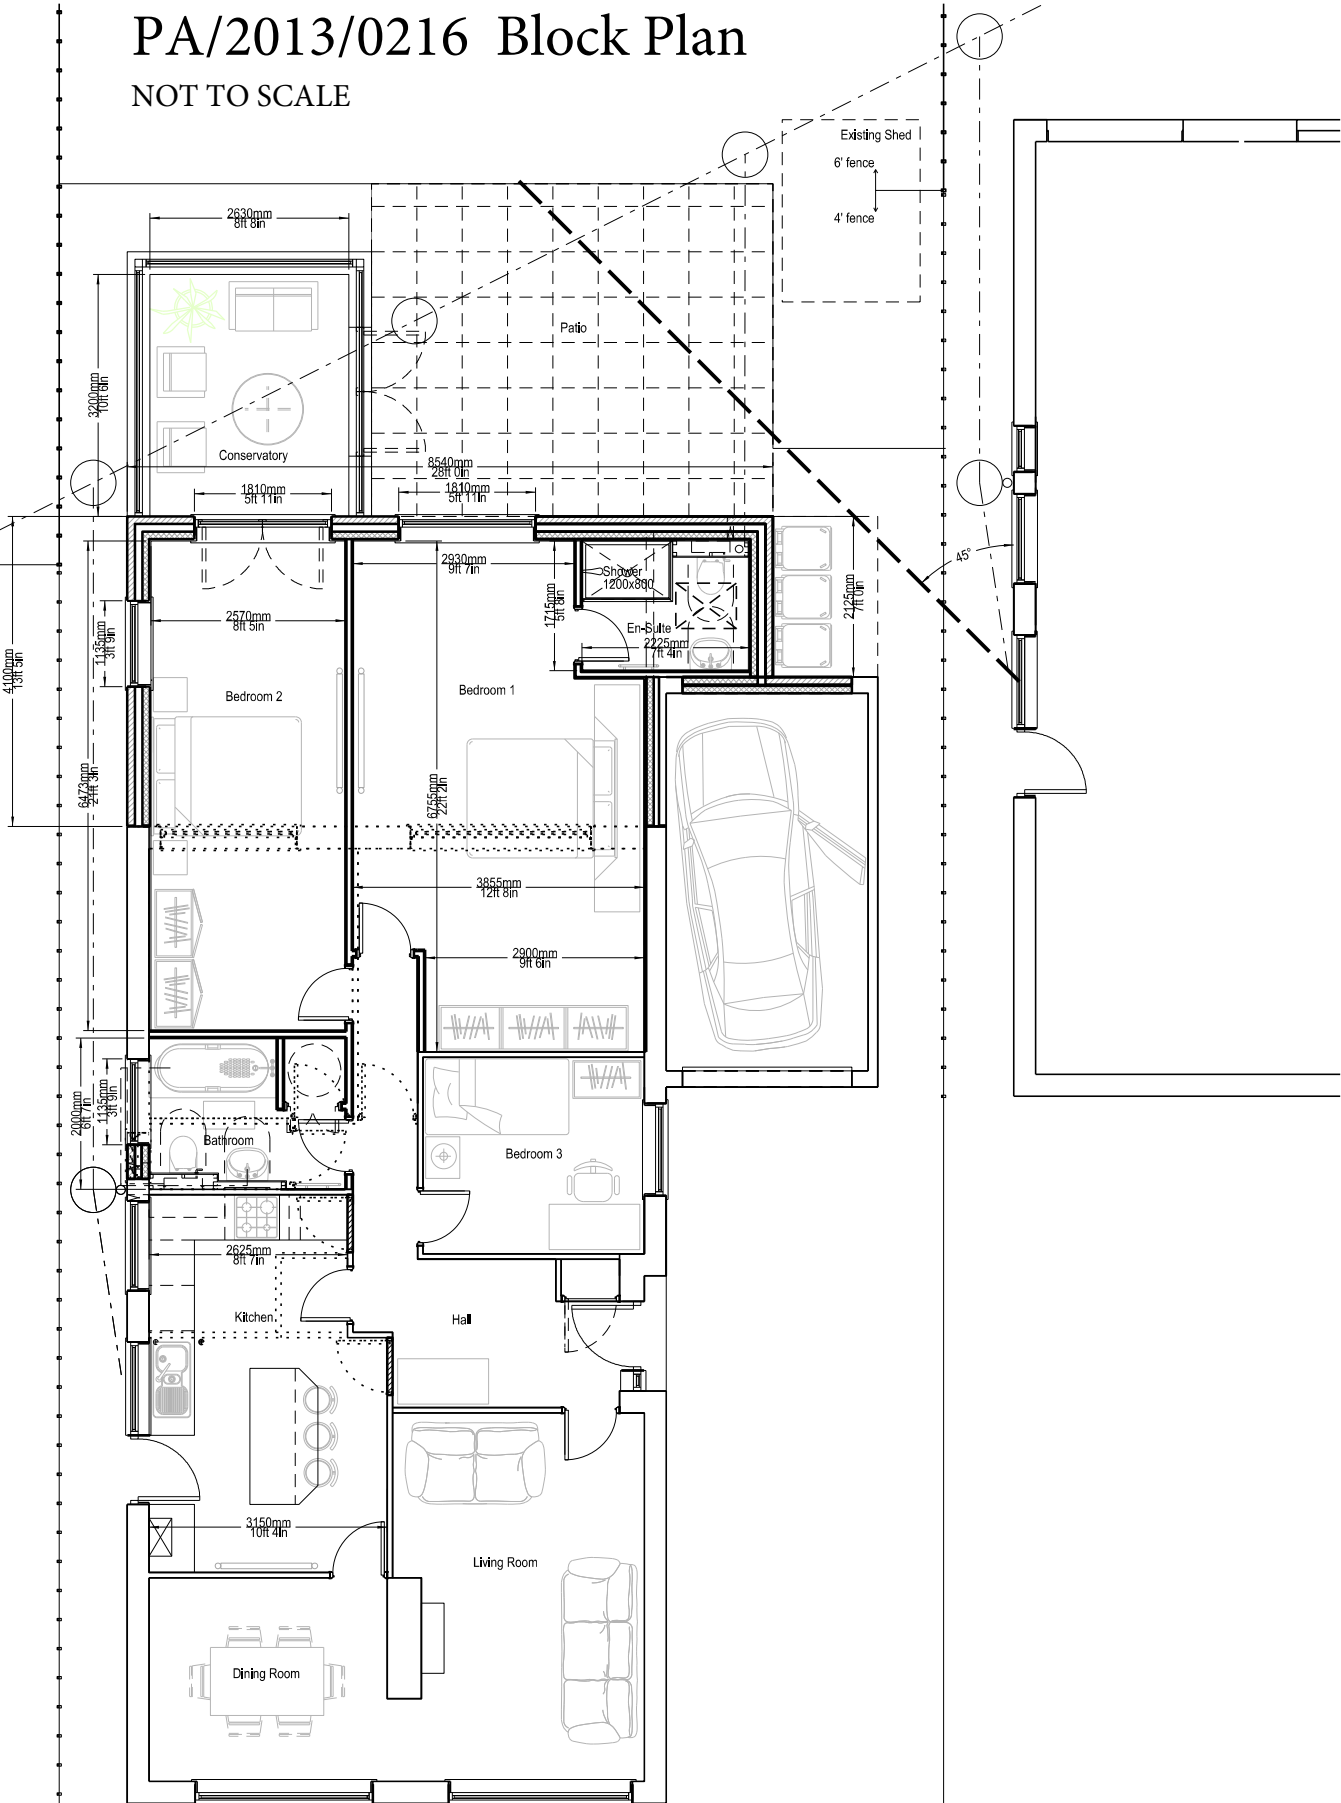 PA/2013/0216 Block Plan
NOT TO SCALE
Existing Shed
6' fence
4' fence
2630mm
8ft 8in
Patio
3200mm
10ft 6in
Conservatory
8540mm
28ft 0in
1810mm
5ft 11in
1810mm
5ft 11in
45°
2930mm
9ft 7in
Shower
1200x800
1715mm
5ft 8in
En-Suite
2225mm
7ft 4in
2125mm
7ft 0in
2570mm
8ft 5in
1135mm
3ft 9in
4100mm
13ft 5in
Bedroom 2
Bedroom 1
6473mm
21ft 3in
6755mm
22ft 2in
3855mm
12ft 8in
2900mm
9ft 6in
2000mm
6ft 7in
1135mm
3ft 9in
Bathroom
Bedroom 3
2625mm
8ft 7in
Kitchen
Hall
3150mm
10ft 4in
Living Room
Dining Room